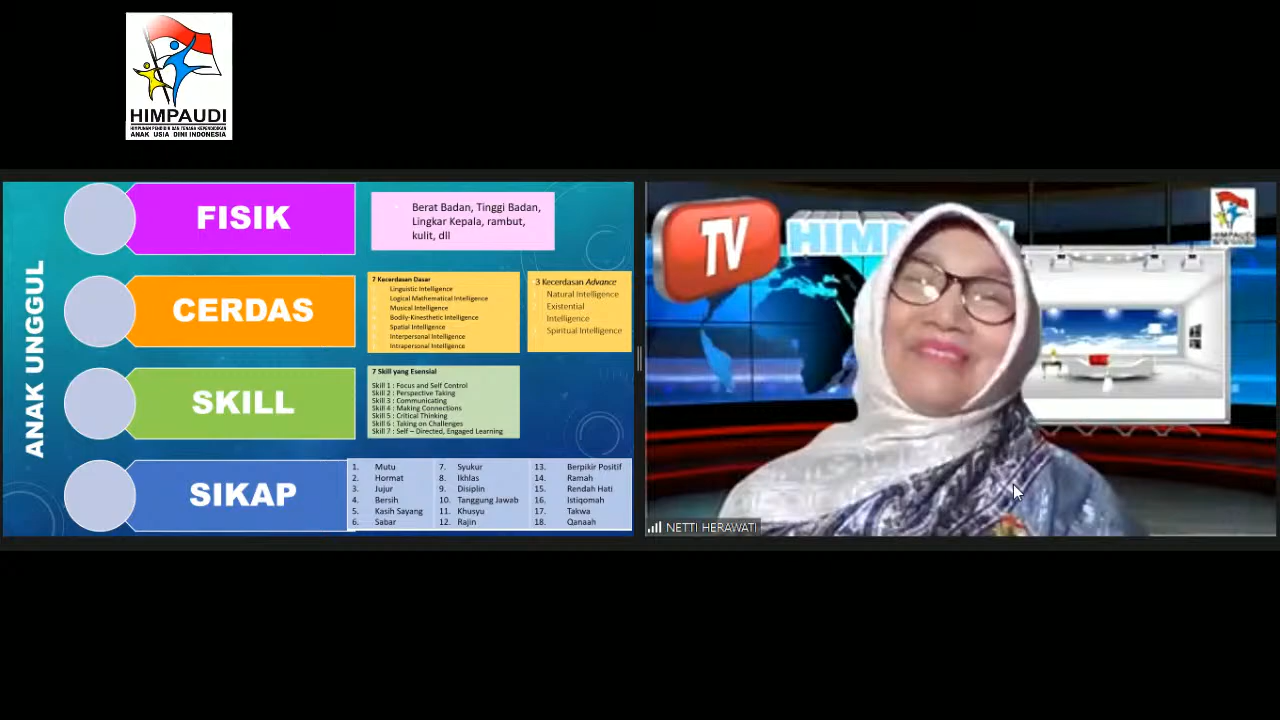 HIMPAUDI
HIMPUNAN PENDIDIK DAN TENAGA KEPENDIDIKAN
ANAK USIA DINI INDONESIA
ANAK UNGGUL
FISIK
Berat Badan, Tinggi Badan,
Lingkar Kepala, rambut,
kulit, dll
CERDAS
7 Kecerdasan Dasar
Linguistic Intelligence
Logical Mathematical Intelligence
Musical Intelligence
Bodily-Kinesthetic Intelligence
Spatial Intelligence
Interpersonal Intelligence
Intrapersonal Intelligence
3 Kecerdasan Advance
Natural Intelligence
Existential
Intelligence
Spiritual Intelligence
SKILL
7 Skill yang Esensial
Skill 1 : Focus and Self Control
Skill 2 : Perspective Taking
Skill 3 : Communicating
Skill 4 : Making Connections
Skill 5 : Critical Thinking
Skill 6 : Taking on Challenges
Skill 7 : Self – Directed, Engaged Learning
SIKAP
1. Mutu
2. Hormat
3. Jujur
4. Bersih
5. Kasih Sayang
6. Sabar
7. Syukur
8. Ikhlas
9. Disiplin
10. Tanggung Jawab
11. Khusyu
12. Rajin
13. Berpikir Positif
14. Ramah
15. Rendah Hati
16. Istiqomah
17. Takwa
18. Qanaah
TV
HIMPAUDI
NETTI HERAWATI